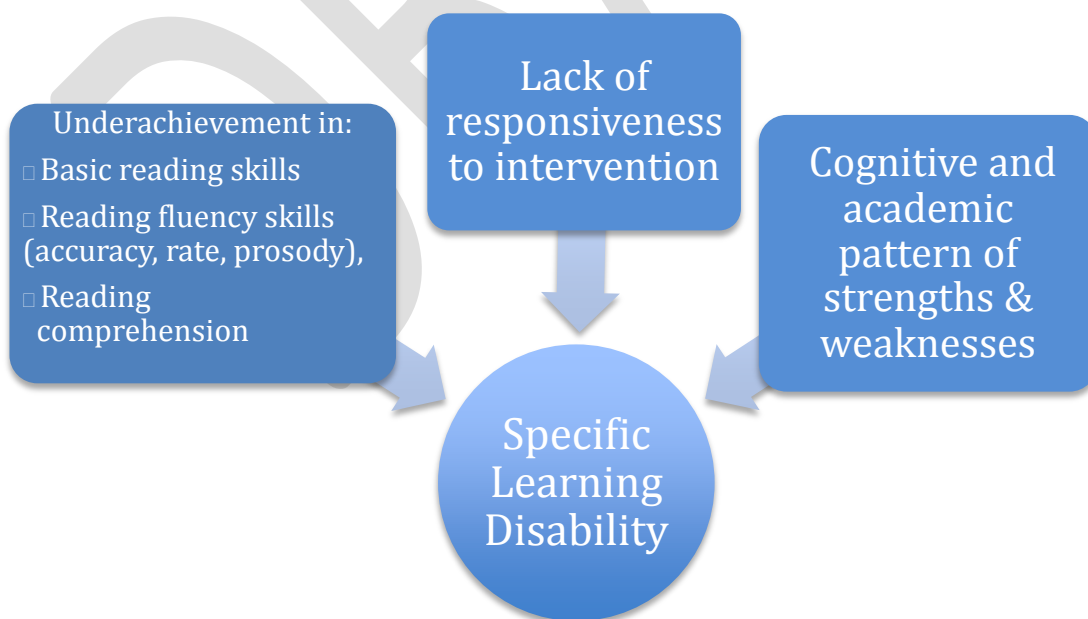 Underachievement in:
□ Basic reading skills
□ Reading fluency skills
(accuracy, rate, prosody),
□ Reading
comprehension
Lack of
responsiveness
to intervention
Cognitive and
academic
pattern of
strengths &
weaknesses
Specific
Learning
Disability